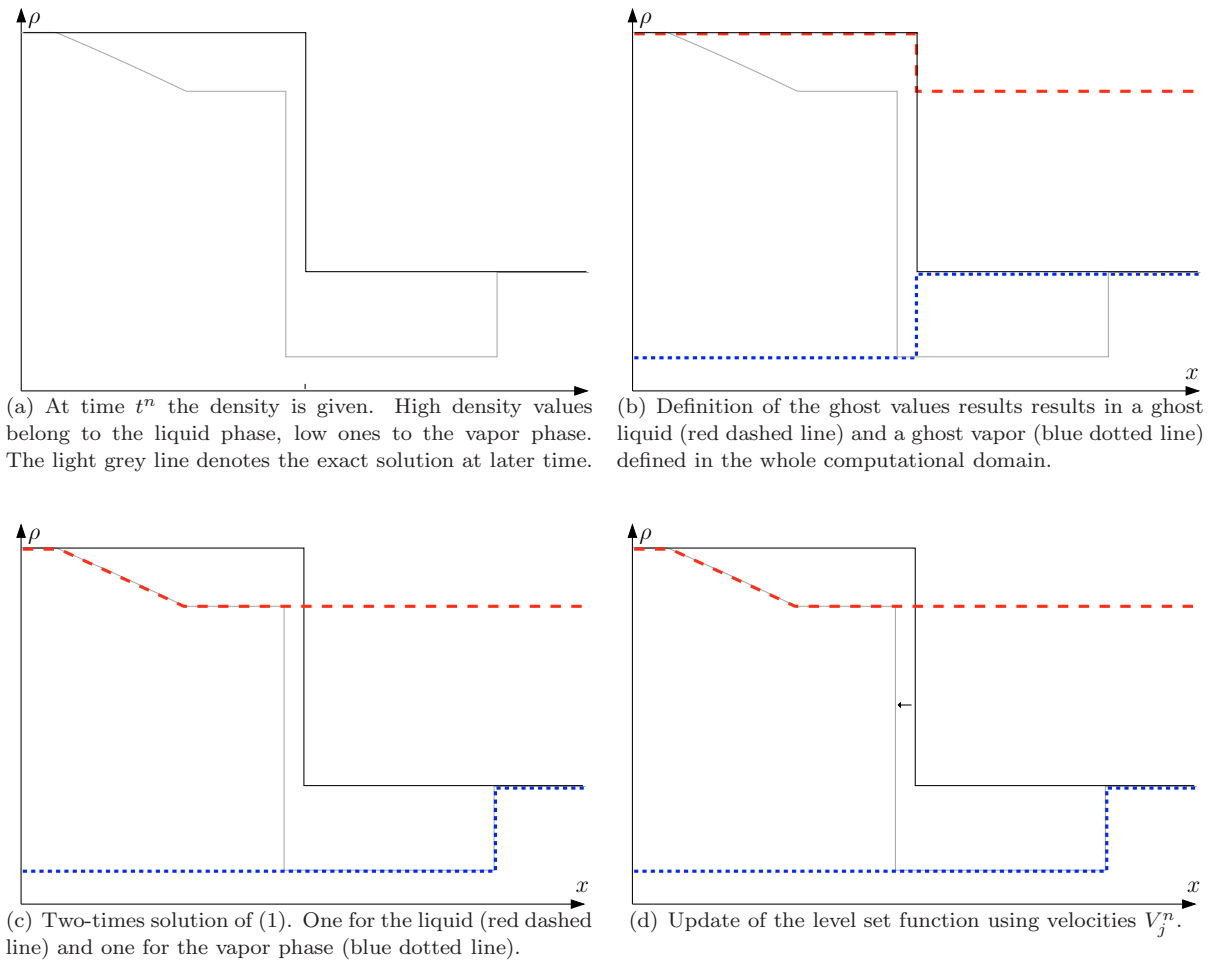 ρ
ρ
x
(a) At time tⁿ the density is given. High density values
belong to the liquid phase, low ones to the vapor phase.
The light grey line denotes the exact solution at later time.
(b) Definition of the ghost values results results in a ghost
liquid (red dashed line) and a ghost vapor (blue dotted line)
defined in the whole computational domain.
ρ
x
ρ
x
(c) Two-times solution of (1). One for the liquid (red dashed
line) and one for the vapor phase (blue dotted line).
(d) Update of the level set function using velocities Vⱼⁿ.